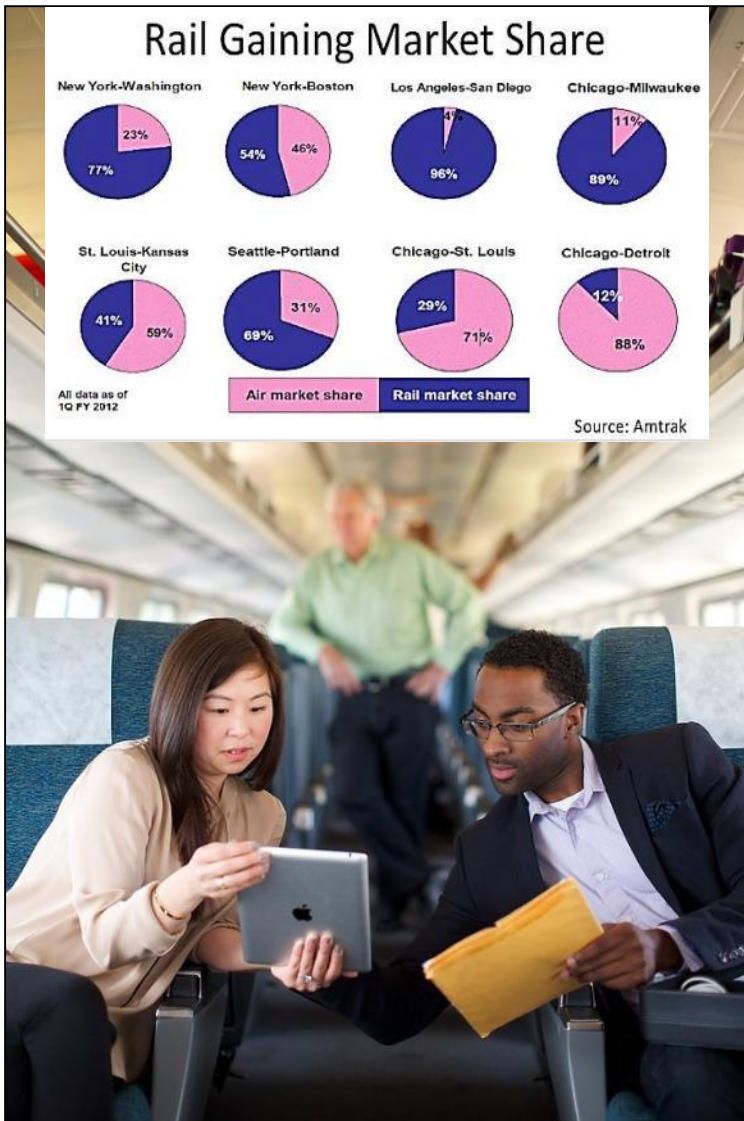 Rail Gaining Market Share
New York-Washington
23%
77%
New York-Boston
54%
46%
Los Angeles-San Diego
4%
96%
Chicago-Milwaukee
11%
89%
St. Louis-Kansas
City
41%
59%
Seattle-Portland
31%
69%
Chicago-St. Louis
29%
71%
Chicago-Detroit
12%
88%
All data as of
1Q FY 2012
Air market share
Rail market share
Source: Amtrak